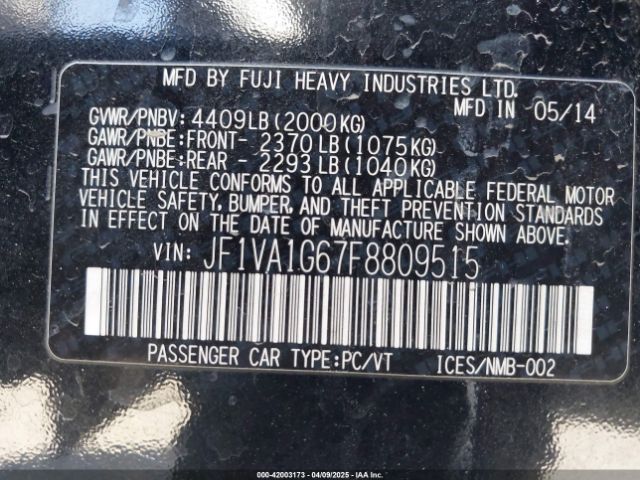 MFD BY FUJI HEAVY INDUSTRIES LTD.
MFD IN 05/14
GVWR/PNBV: 4409LB(2000KG)
GAWR/PNBE:FRONT- 2370LB(1075KG)
GAWR/PNBE:REAR - 2293LB(1040KG)
THIS VEHICLE CONFORMS TO ALL APPLICABLE FEDERAL MOTOR
VEHICLE SAFETY, BUMPER, AND THEFT PREVENTION STANDARDS
IN EFFECT ON THE DATE OF MANUFACTURE SHOWN ABOVE.
VIN: JF1VA1G67F8809515
PASSENGER CAR TYPE:PC/VT ICES/NMB-002
000-42003173 - 04/09/2025 - IAA Inc.